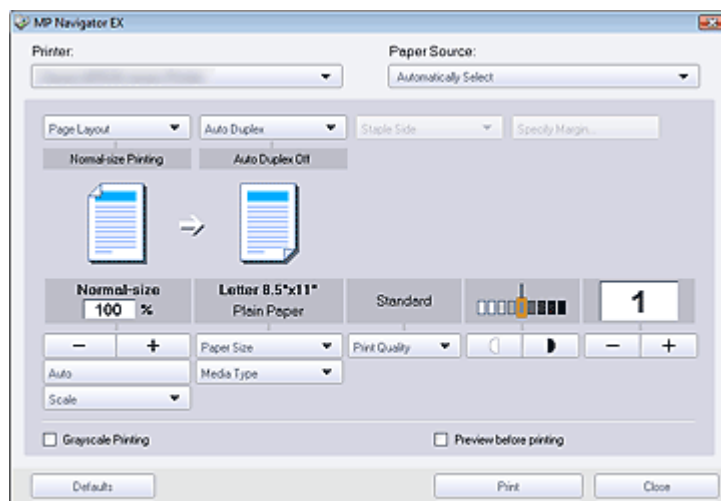 MP Navigator EX
Printer:
Paper Source:
Automatically Select
Page Layout
Auto Duplex
Staple Side
Specify Margin...
Normal-size Printing
Auto Duplex Off
Normal-size
100 %
Letter 8.5"x11"
Plain Paper
Standard
1
− +
Paper Size
Print Quality
− +
Auto
Media Type
Scale
Grayscale Printing
Preview before printing
Defaults
Print
Close